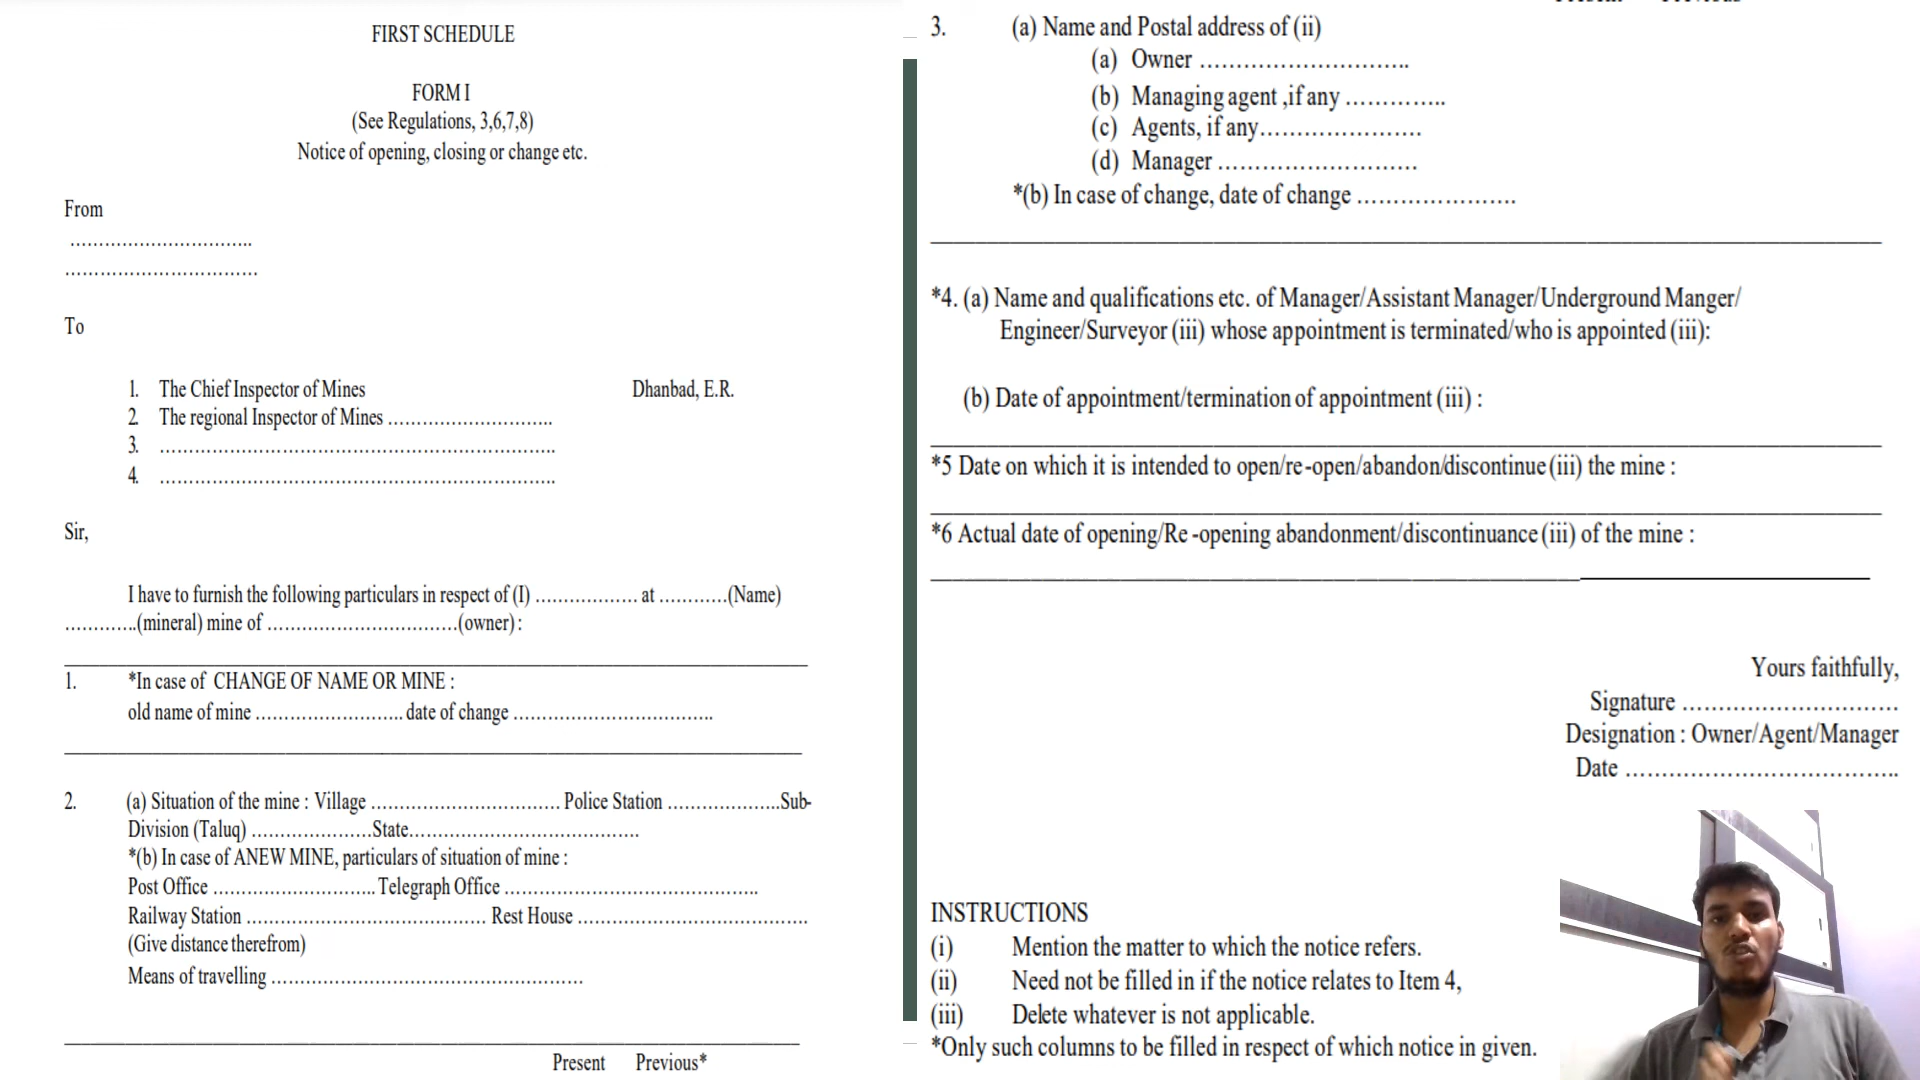 FIRST SCHEDULE
FORM I
(See Regulations, 3,6,7,8)
Notice of opening, closing or change etc.
From
…………………………..
……………………………
To
1. The Chief Inspector of Mines Dhanbad, E.R.
2. The regional Inspector of Mines ………………………..
3. …………………………………………………………..
4. …………………………………………………………..
Sir,
I have to furnish the following particulars in respect of (I) ……………… at …………(Name)
………….(mineral) mine of ……………………………(owner) :
1. *In case of CHANGE OF NAME OR MINE :
old name of mine …………………….. date of change ……………………………..
2. (a) Situation of the mine : Village …………………………… Police Station ………………..Sub-
Division (Taluq) …………………State………………………………….
*(b) In case of ANEW MINE, particulars of situation of mine :
Post Office ……………………….. Telegraph Office ……………………………………..
Railway Station …………………………………… Rest House ………………………………….
(Give distance therefrom)
Means of travelling ………………………………………………
Present Previous*
3. (a) Name and Postal address of (ii)
(a) Owner ………………………..
(b) Managing agent ,if any …………..
(c) Agents, if any………………….
(d) Manager ………………………
*(b) In case of change, date of change ………………….
*4. (a) Name and qualifications etc. of Manager/Assistant Manager/Underground Manger/
Engineer/Surveyor (iii) whose appointment is terminated/who is appointed (iii):
(b) Date of appointment/termination of appointment (iii) :
*5 Date on which it is intended to open/re-open/abandon/discontinue (iii) the mine :
*6 Actual date of opening/Re -opening abandonment/discontinuance (iii) of the mine :
Yours faithfully,
Signature …………………………
Designation : Owner/Agent/Manager
Date ………………………………..
INSTRUCTIONS
(i) Mention the matter to which the notice refers.
(ii) Need not be filled in if the notice relates to Item 4,
(iii) Delete whatever is not applicable.
*Only such columns to be filled in respect of which notice in given.